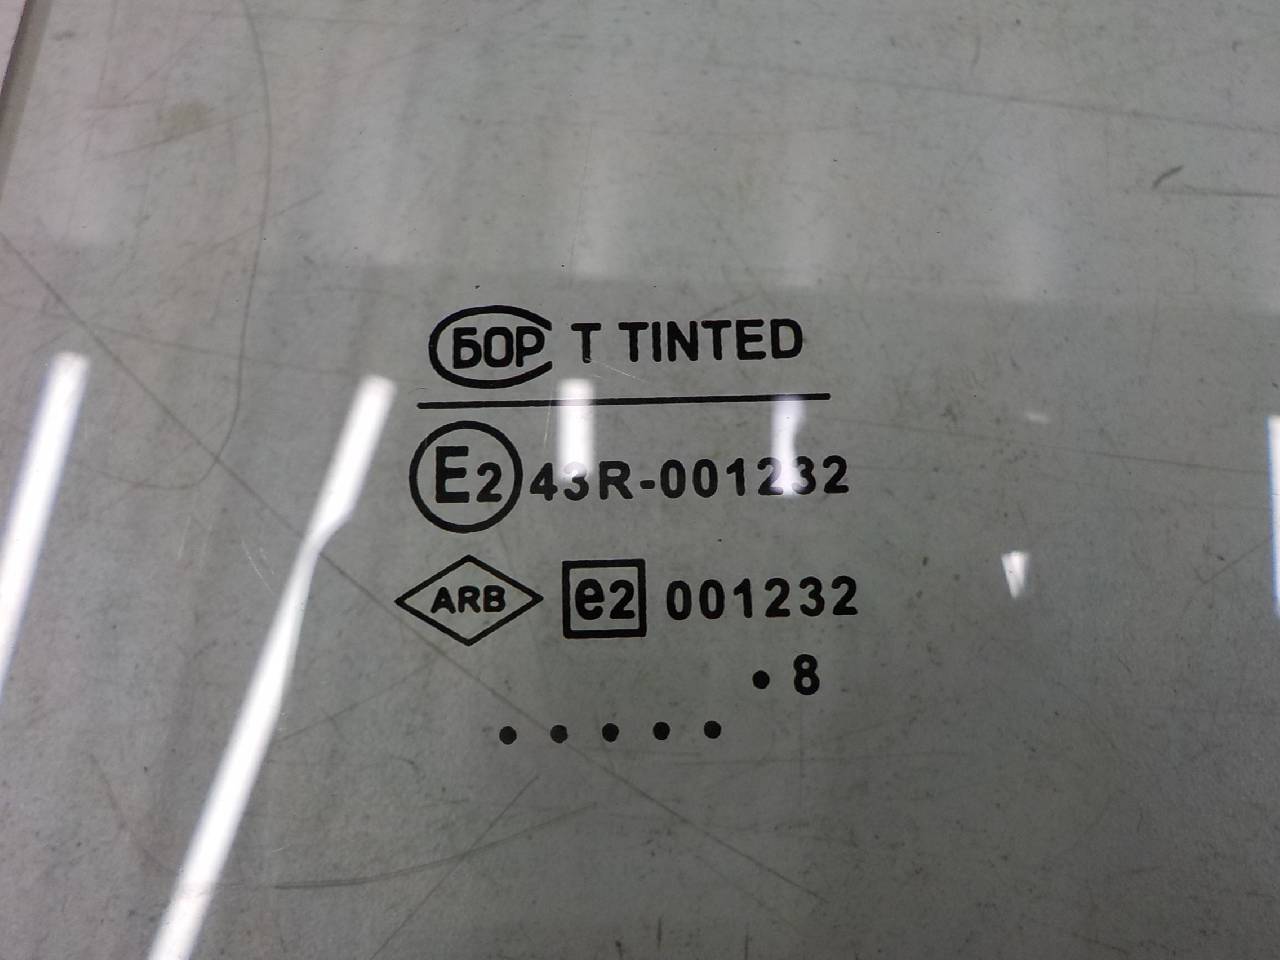 БОР T TINTED
E2 43R-001232
ARB e2 001232
• 8
• • • • •